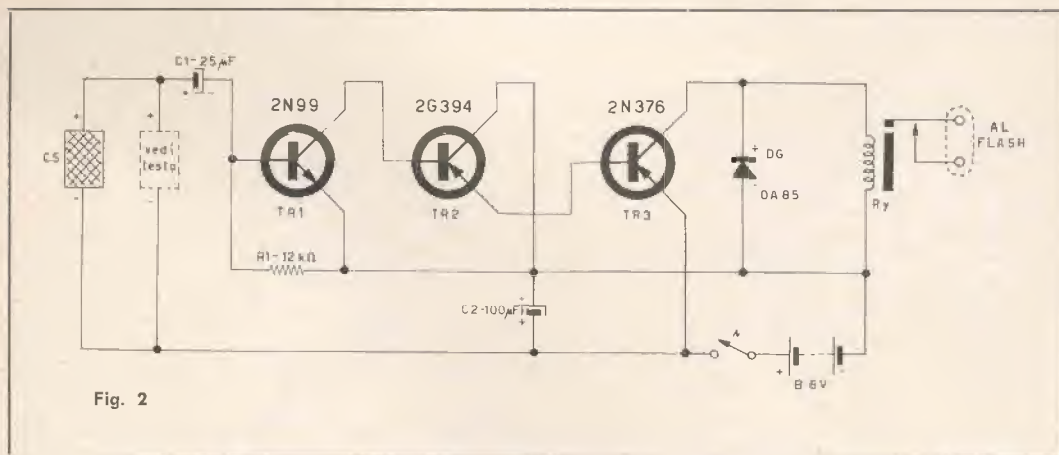 C1-25µF
2N99
2G394
2N376
+
-
+
+
CS
vedi
testo
-
-
TR1
TR2
TR3
+ DG
-
OA85
Ry
AL
FLASH
R1-12kΩ
C2-100µF
-
+
+
B 6V
-
Fig. 2